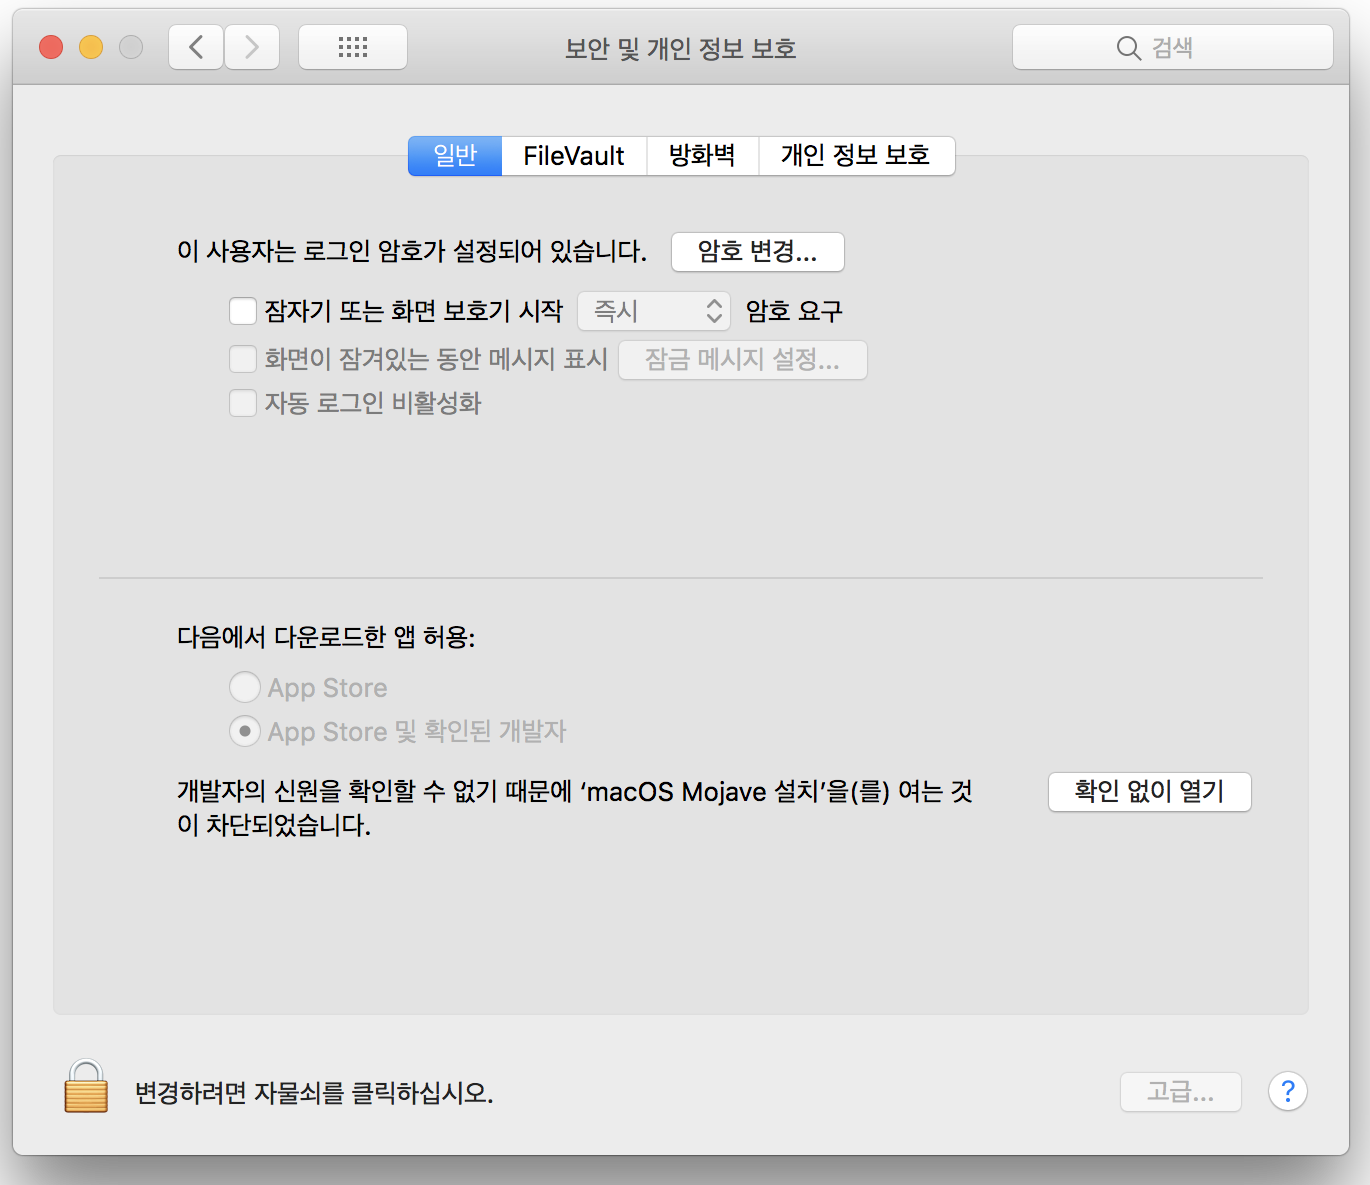 보안 및 개인 정보 보호
검색
일반 FileVault 방화벽 개인 정보 보호
이 사용자는 로그인 암호가 설정되어 있습니다. 암호 변경...
잠자기 또는 화면 보호기 시작 즉시 암호 요구
화면이 잠겨있는 동안 메시지 표시 잠금 메시지 설정...
자동 로그인 비활성화
다음에서 다운로드한 앱 허용:
App Store
App Store 및 확인된 개발자
개발자의 신원을 확인할 수 없기 때문에 ‘macOS Mojave 설치’을(를) 여는 것
이 차단되었습니다.
확인 없이 열기
변경하려면 자물쇠를 클릭하십시오.
고급... ?